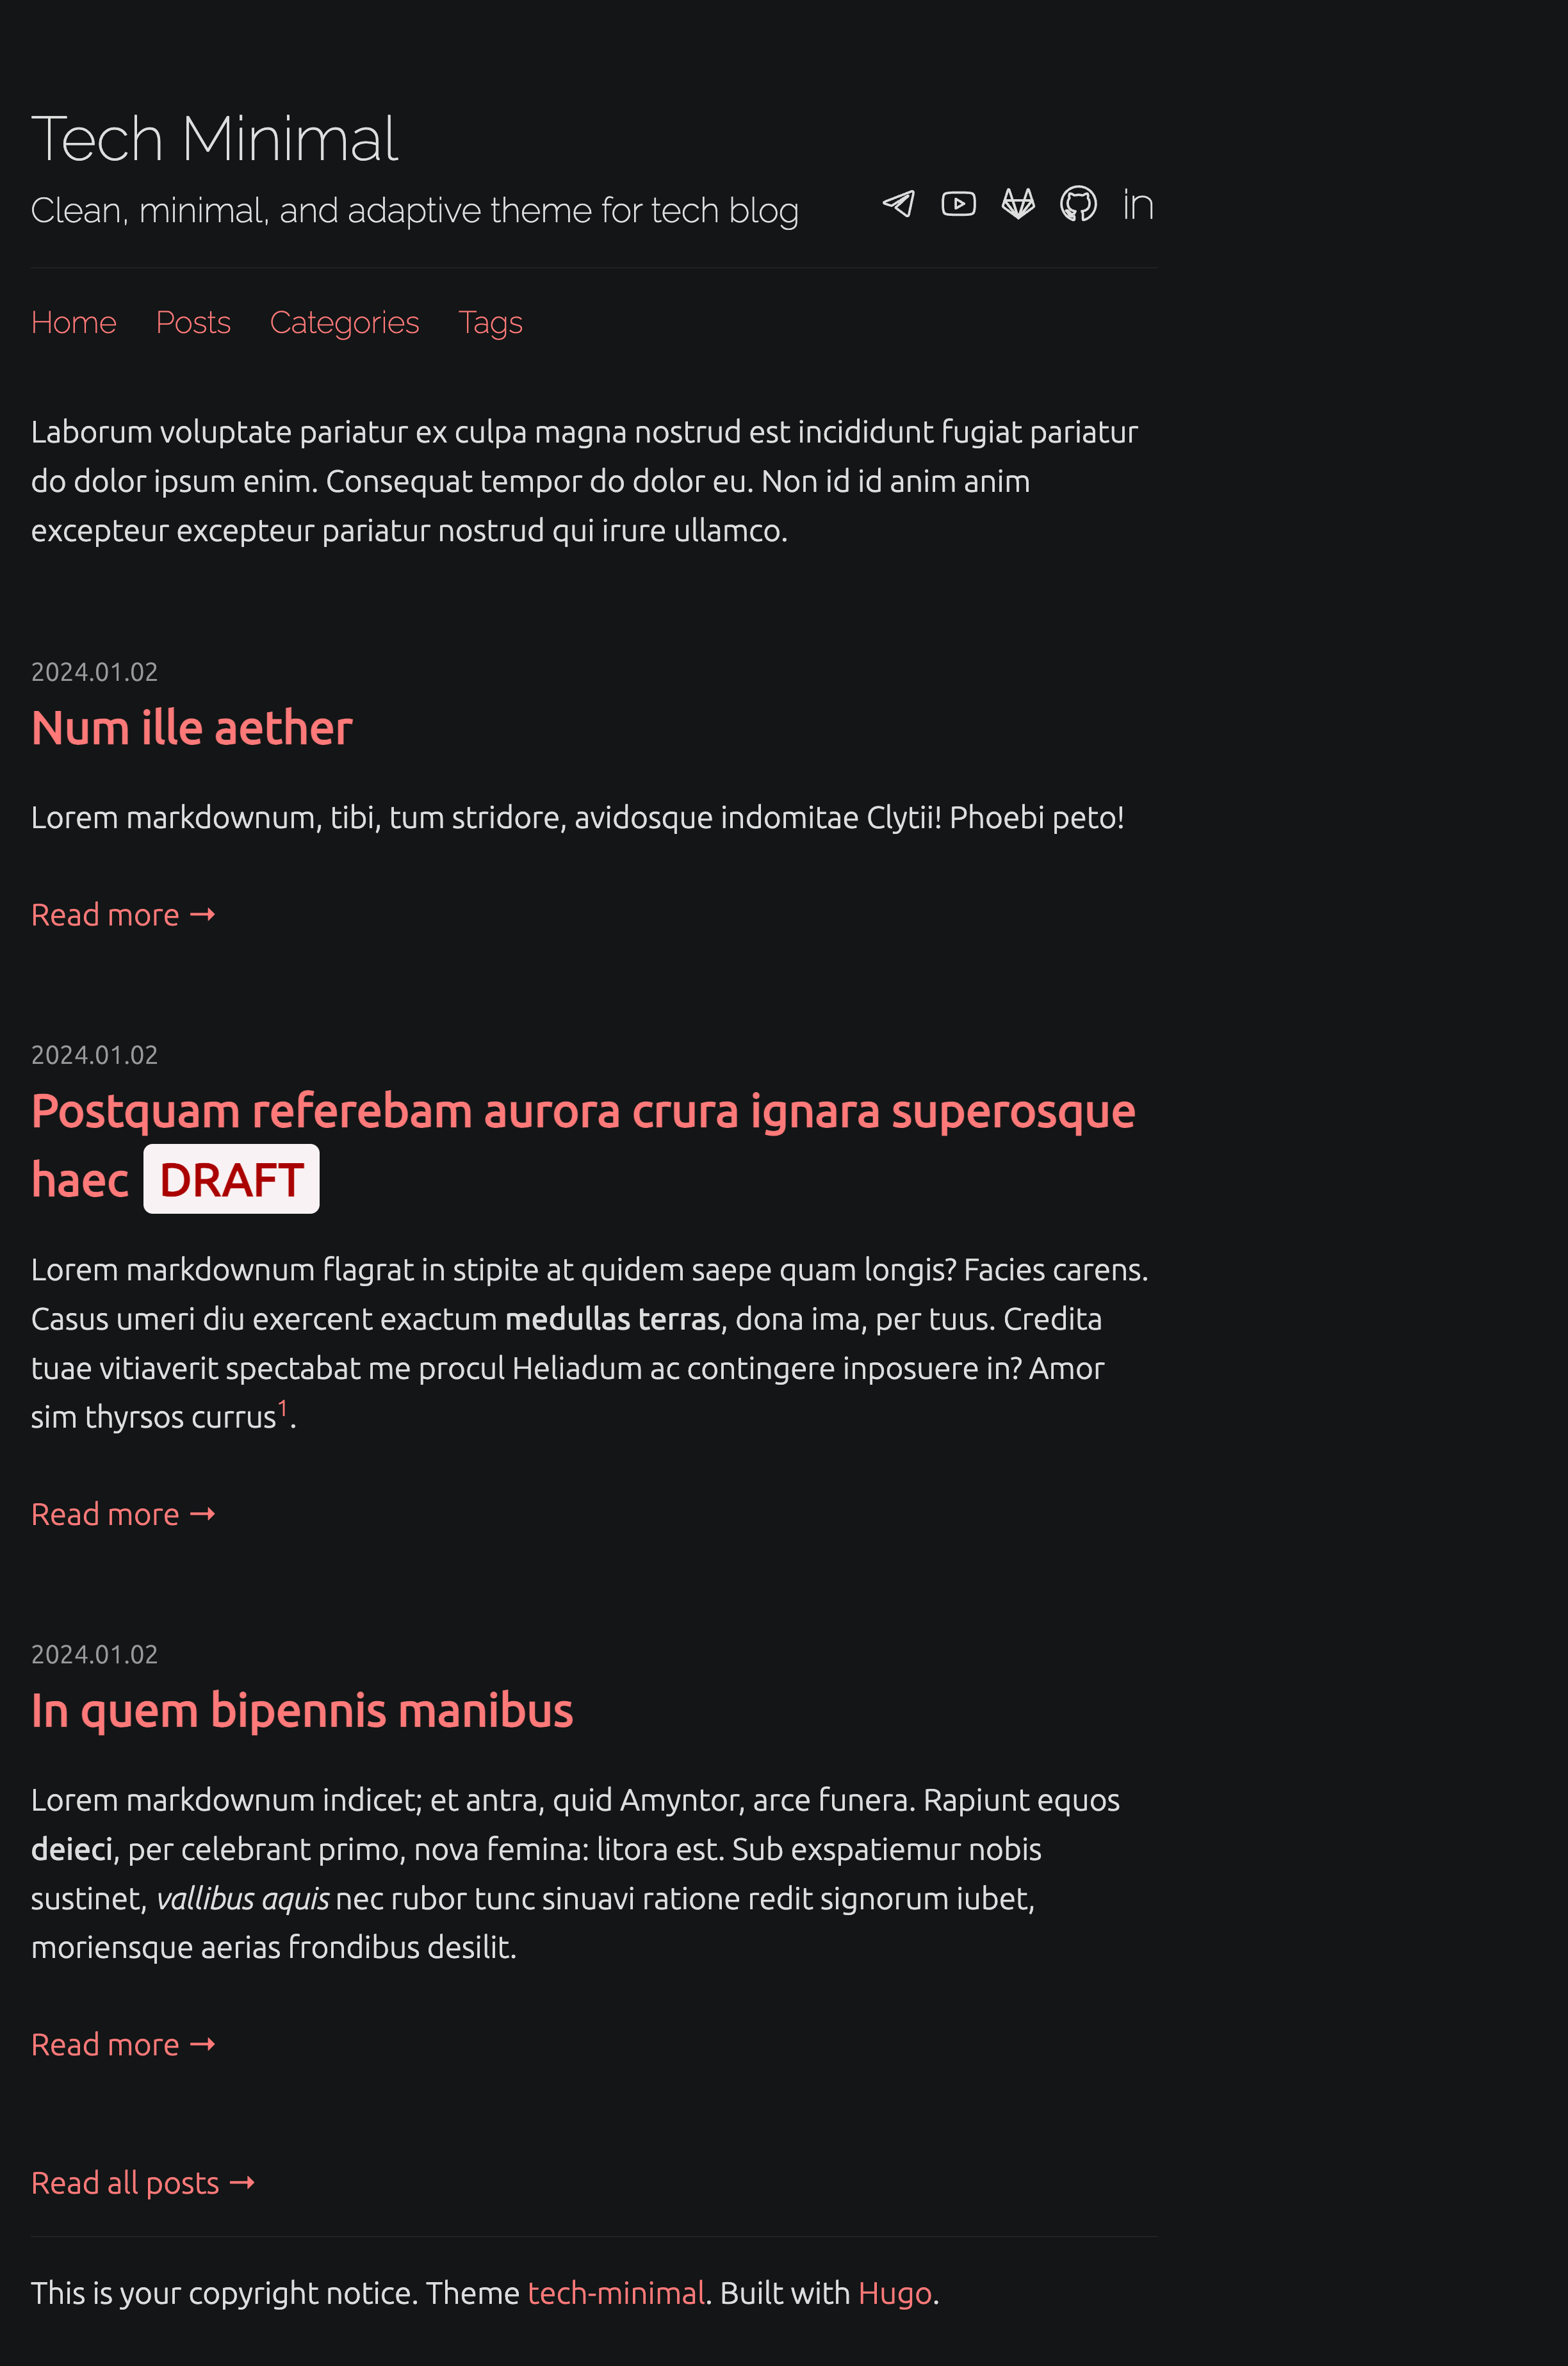 Tech Minimal
Clean, minimal, and adaptive theme for tech blog
in
Home Posts Categories Tags
Laborum voluptate pariatur ex culpa magna nostrud est incididunt fugiat pariatur
do dolor ipsum enim. Consequat tempor do dolor eu. Non id id anim anim
excepteur excepteur pariatur nostrud qui irure ullamco.
2024.01.02
Num ille aether
Lorem markdownum, tibi, tum stridore, avidosque indomitae Clytii! Phoebi peto!
Read more →
2024.01.02
Postquam referebam aurora crura ignara superosque
haec DRAFT
Lorem markdownum flagrat in stipite at quidem saepe quam longis? Facies carens.
Casus umeri diu exercent exactum medullas terras, dona ima, per tuus. Credita
tuae vitiaverit spectabat me procul Heliadum ac contingere inposuere in? Amor
sim thyrsos currus1.
Read more →
2024.01.02
In quem bipennis manibus
Lorem markdownum indicet; et antra, quid Amyntor, arce funera. Rapiunt equos
deieci, per celebrant primo, nova femina: litora est. Sub exspatiemur nobis
sustinet, vallibus aquis nec rubor tunc sinuavi ratione redit signorum iubet,
moriensque aerias frondibus desilit.
Read more →
Read all posts →
This is your copyright notice. Theme tech-minimal. Built with Hugo.